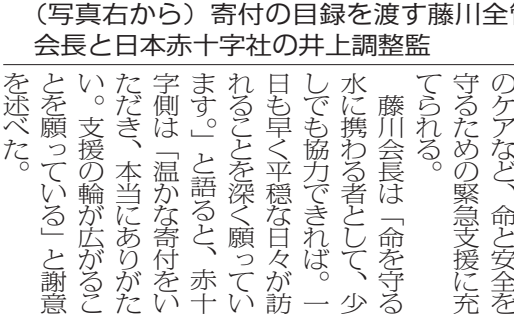 （写真右から）寄付の目録を渡す藤川全管
会長と日本赤十字社の井上調整監
のケアなど、命と安全を
守るための緊急支援に充
てられる。
藤川会長は「命を守る
水に携わる者として、少
しでも協力できれば。一
日も早く平穏な日々が訪
れることを深く願ってい
ます。」と語ると、赤十
字側は「温かな寄付をい
ただき、本当にありがた
い。支援の輪が広がるこ
とを願っている」と謝意
を述べた。